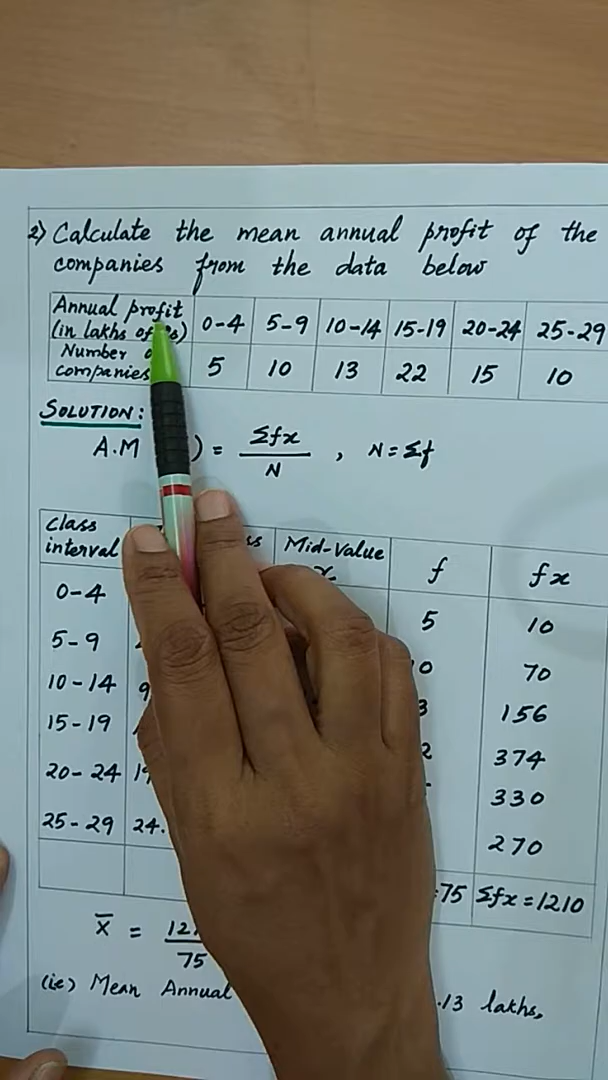 2) Calculate the mean annual profit of the
companies from the data below
Annual profit 0-4 5-9 10-14 15-19 20-24 25-29
(in lakhs
Number
companies 5 10 13 22 15 10
SOLUTION:
A.M ) = Σfx / N , N = Σf
Class interval Mid-value f fx
0-4 5 10
5-9 70
10-14 156
15-19 374
20-24 330
25-29 24. 270
75 Σfx = 1210
x̄ =
75
(ie) Mean Annual .13 lakhs.